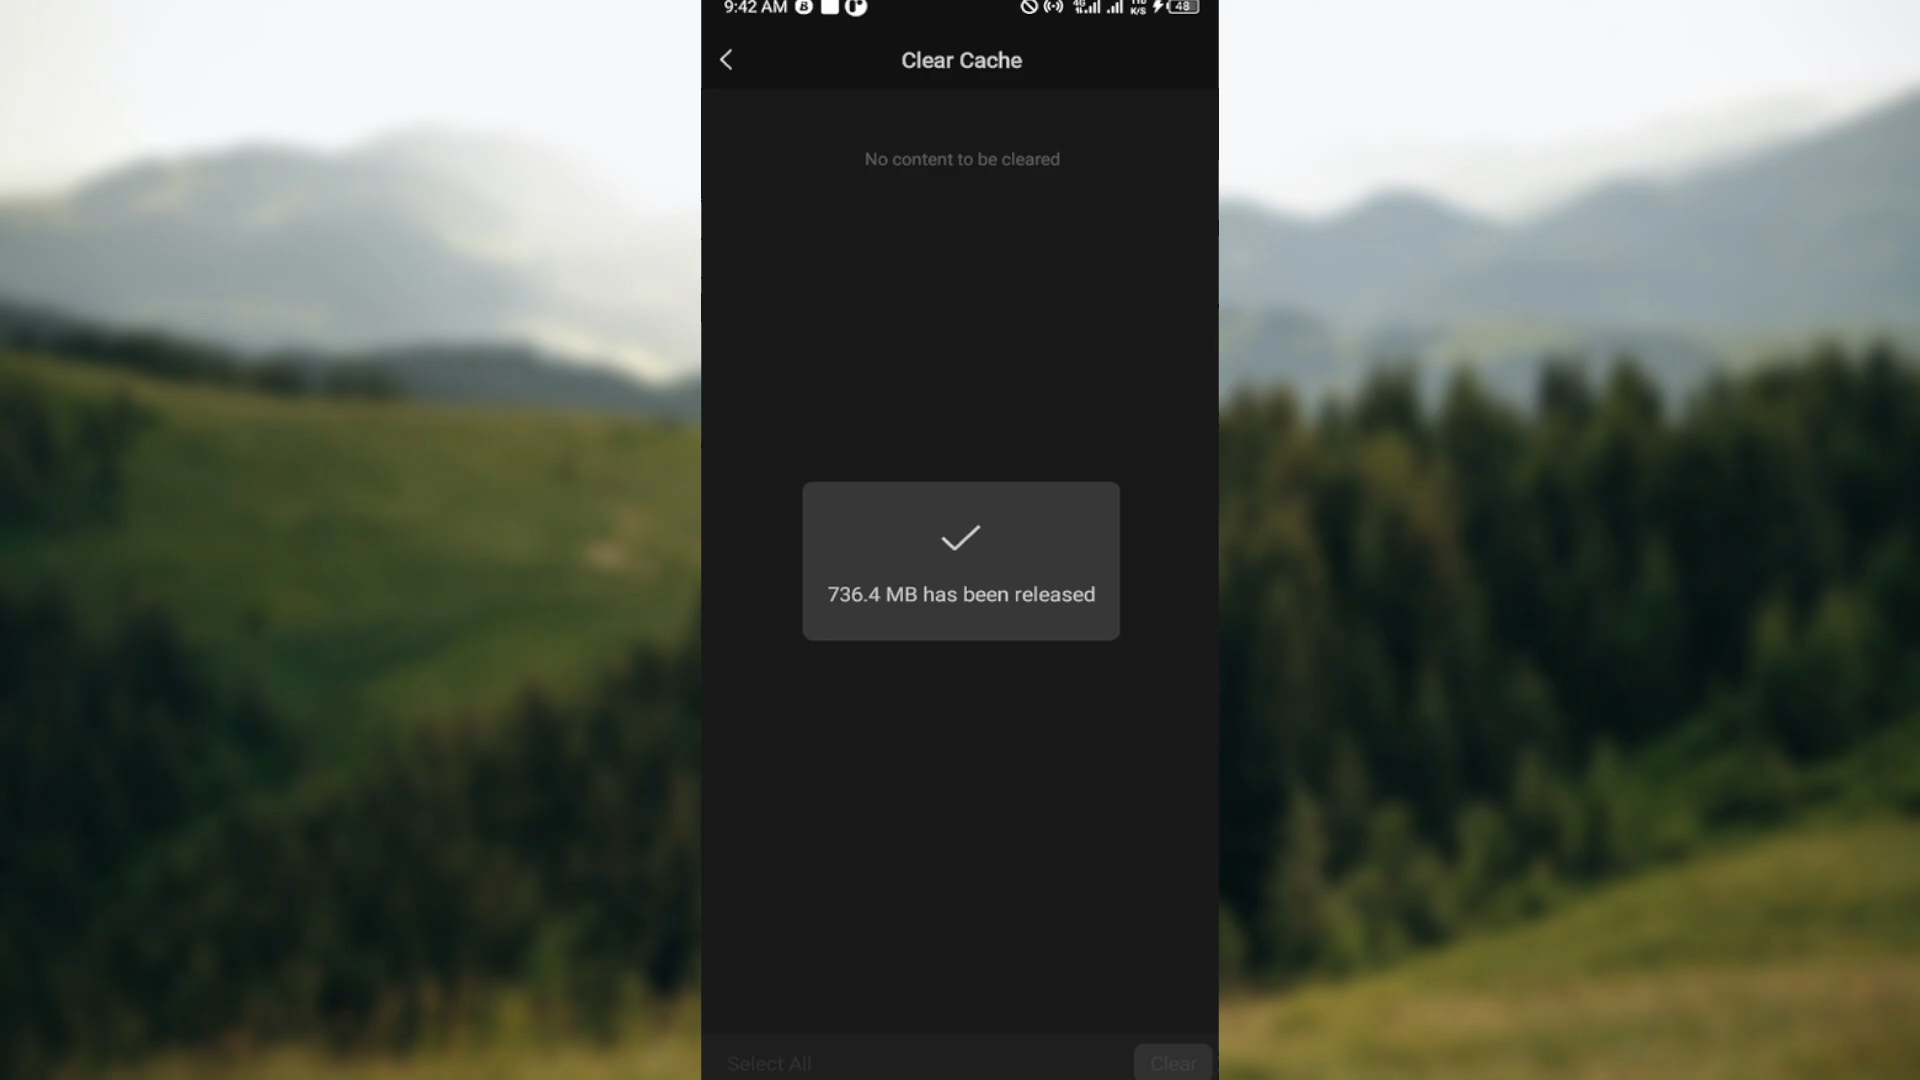 9:42 AM
48
Clear Cache
No content to be cleared
736.4 MB has been released
Select All
Clear